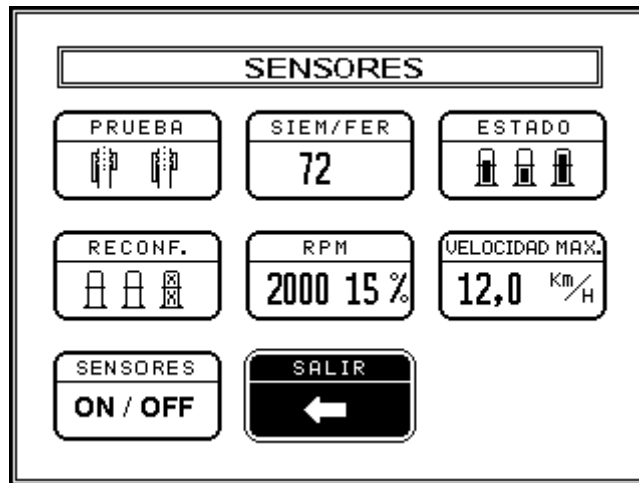 SENSORES
PRUEBA
SIEM/FER
72
ESTADO
RECONF.
RPM
2000 15 %
VELOCIDAD MAX.
12,0 Km/H
SENSORES
ON / OFF
SALIR